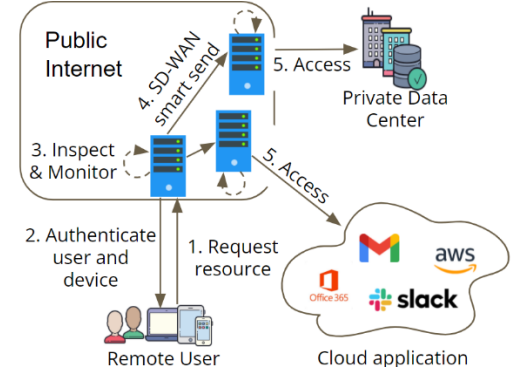 Public
Internet
4. SD-WAN
smart send
5. Access
Private Data
Center
3. Inspect
& Monitor
5. Access
2. Authenticate
user and
device
1. Request
resource
aws
Office 365
slack
Remote User
Cloud application